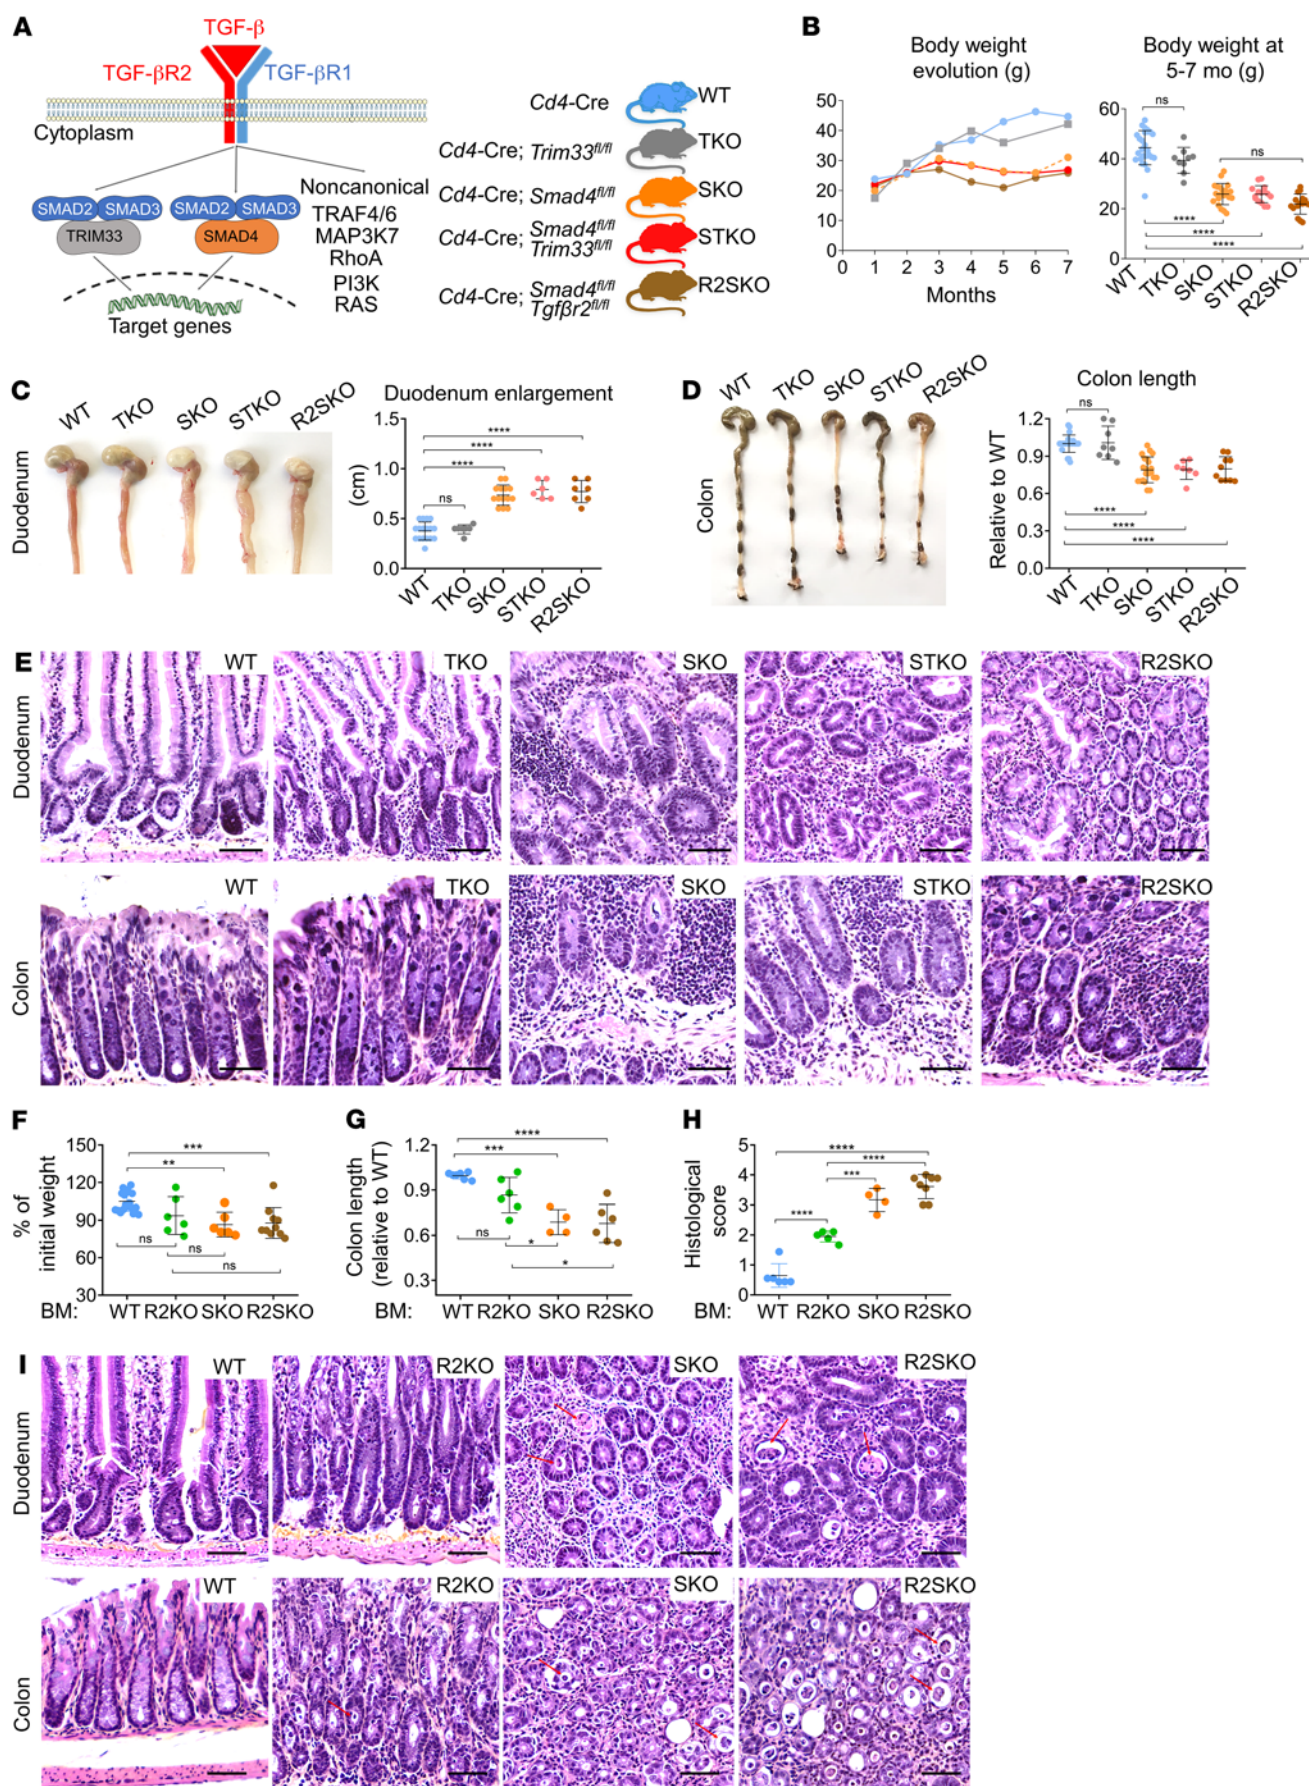 A
TGF-β
TGF-βR2
TGF-βR1
Cytoplasm
SMAD2
SMAD3
TRIM33
SMAD2
SMAD3
SMAD4
Noncanonical
TRAF4/6
MAP3K7
RhoA
PI3K
RAS
Target genes
Cd4-Cre
WT
Cd4-Cre; Trim33fl/fl
TKO
Cd4-Cre; Smad4fl/fl
SKO
Cd4-Cre; Smad4fl/fl
Trim33fl/fl
STKO
Cd4-Cre; Smad4fl/fl
Tgfβr2fl/fl
R2SKO
B
Body weight
evolution (g)
50
40
30
20
10
0
0 1 2 3 4 5 6 7
Months
Body weight at
5-7 mo (g)
60
40
20
0
ns
ns
****
****
****
WT
TKO
SKO
STKO
R2SKO
C
WT
TKO
SKO
STKO
R2SKO
Duodenum
Duodenum enlargement
(cm)
1.5
1.0
0.5
0.0
****
****
****
ns
WT
TKO
SKO
STKO
R2SKO
D
WT
TKO
SKO
STKO
R2SKO
Colon
Colon length
Relative to WT
1.2
0.9
0.6
0.3
0.0
ns
****
****
****
WT
TKO
SKO
STKO
R2SKO
E
Duodenum
WT
TKO
SKO
STKO
R2SKO
Colon
WT
TKO
SKO
STKO
R2SKO
F
% of
initial weight
150
120
90
60
30
***
**
ns
ns
ns
BM: WT R2KO SKO R2SKO
G
Colon length
(relative to WT)
1.2
0.9
0.6
0.3
****
***
ns
*
*
BM: WT R2KO SKO R2SKO
H
Histological
score
5
4
3
2
1
0
****
****
***
****
BM: WT R2KO SKO R2SKO
I
Duodenum
WT
R2KO
SKO
R2SKO
Colon
WT
R2KO
SKO
R2SKO